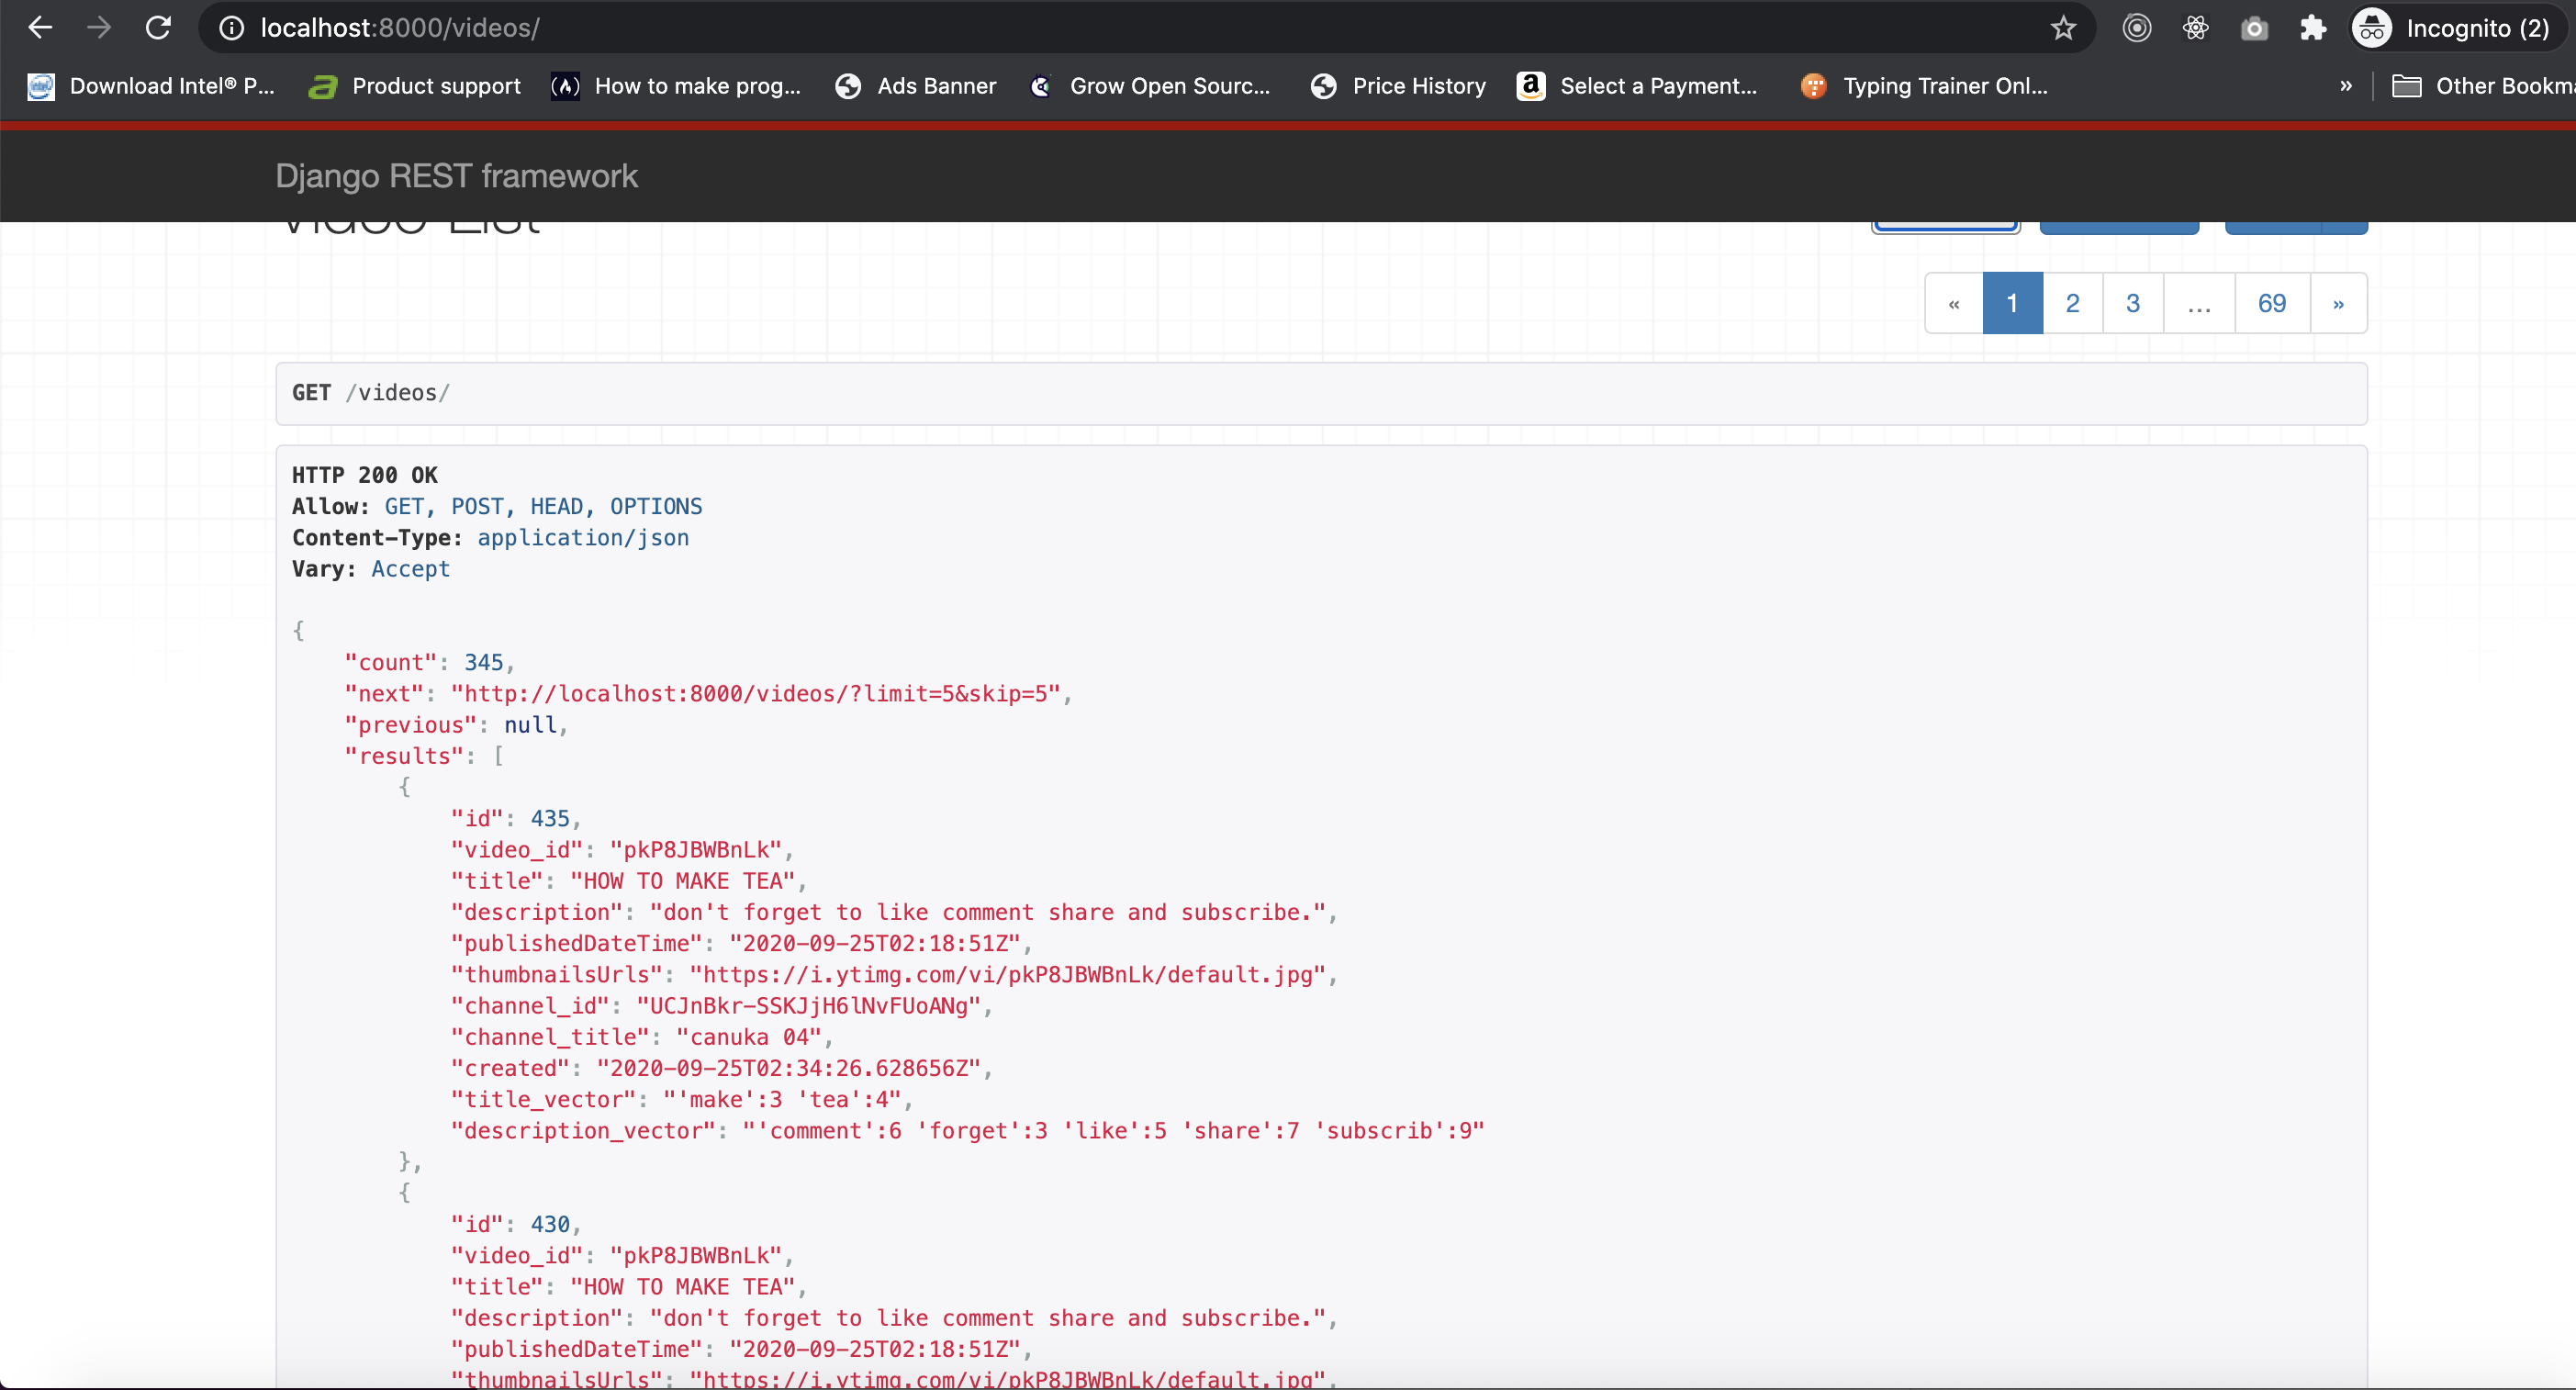 localhost:8000/videos/
Incognito (2)
Download Intel® P...
Product support
How to make prog...
Ads Banner
Grow Open Sourc...
Price History
Select a Payment...
Typing Trainer Onl...
»
Other Bookma
Django REST framework
Video List
« 1 2 3 ... 69 »
GET /videos/
HTTP 200 OK
Allow: GET, POST, HEAD, OPTIONS
Content-Type: application/json
Vary: Accept
{
"count": 345,
"next": "http://localhost:8000/videos/?limit=5&skip=5",
"previous": null,
"results": [
{
"id": 435,
"video_id": "pkP8JBWBnLk",
"title": "HOW TO MAKE TEA",
"description": "don't forget to like comment share and subscribe.",
"publishedDateTime": "2020-09-25T02:18:51Z",
"thumbnailsUrls": "https://i.ytimg.com/vi/pkP8JBWBnLk/default.jpg",
"channel_id": "UCJnBkr-SSKJjH6lNvFUoANg",
"channel_title": "canuka 04",
"created": "2020-09-25T02:34:26.628656Z",
"title_vector": "'make':3 'tea':4",
"description_vector": "'comment':6 'forget':3 'like':5 'share':7 'subscrib':9"
},
{
"id": 430,
"video_id": "pkP8JBWBnLk",
"title": "HOW TO MAKE TEA",
"description": "don't forget to like comment share and subscribe.",
"publishedDateTime": "2020-09-25T02:18:51Z",
"thumbnailsUrls": "https://i.ytimg.com/vi/pkP8JBWBnLk/default.jpg",